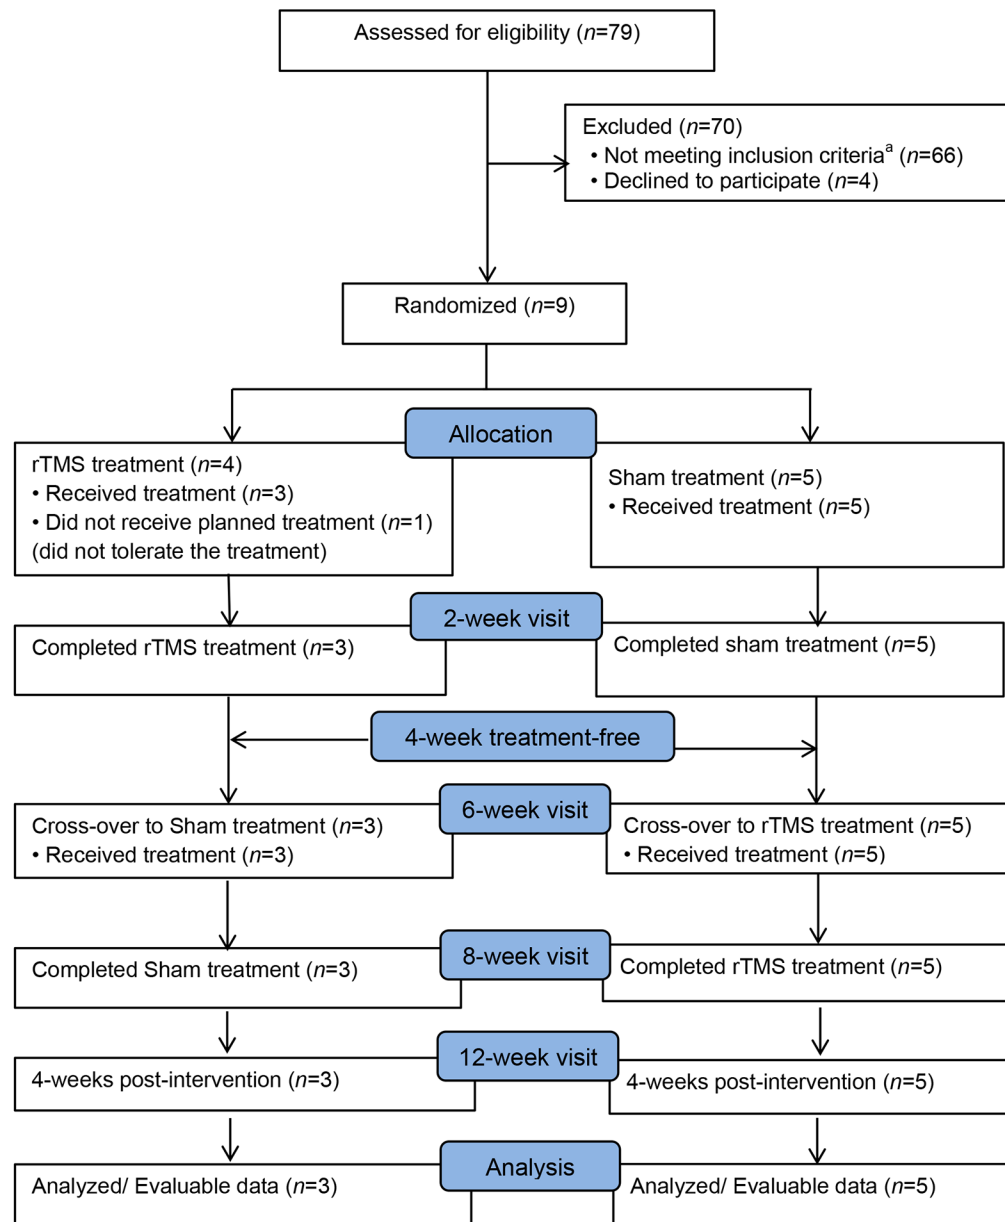 Assessed for eligibility (n=79)
Excluded (n=70)
• Not meeting inclusion criteriaᵃ (n=66)
• Declined to participate (n=4)
Randomized (n=9)
Allocation
rTMS treatment (n=4)
• Received treatment (n=3)
• Did not receive planned treatment (n=1)
(did not tolerate the treatment)
Sham treatment (n=5)
• Received treatment (n=5)
2-week visit
Completed rTMS treatment (n=3)
Completed sham treatment (n=5)
4-week treatment-free
6-week visit
Cross-over to Sham treatment (n=3)
• Received treatment (n=3)
Cross-over to rTMS treatment (n=5)
• Received treatment (n=5)
8-week visit
Completed Sham treatment (n=3)
Completed rTMS treatment (n=5)
12-week visit
4-weeks post-intervention (n=3)
4-weeks post-intervention (n=5)
Analysis
Analyzed/ Evaluable data (n=3)
Analyzed/ Evaluable data (n=5)